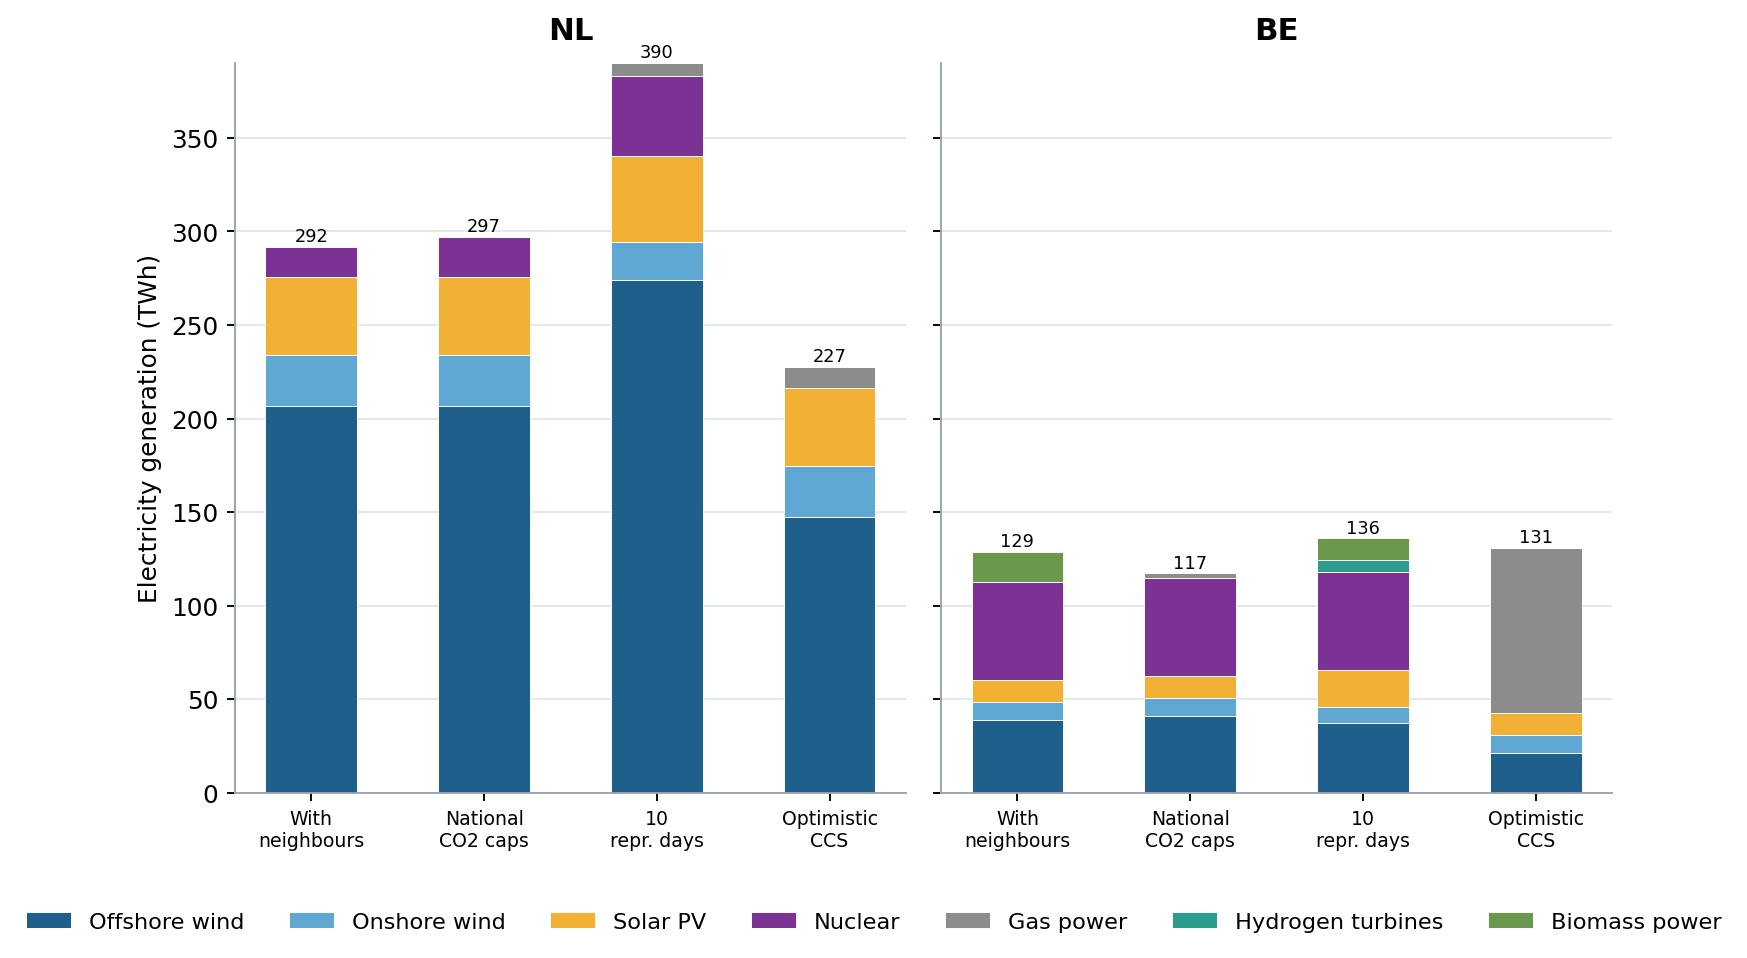 NL
BE
Electricity generation (TWh)
350
300
250
200
150
100
50
0
292
297
390
227
129
117
136
131
With
neighbours
National
CO2 caps
10
repr. days
Optimistic
CCS
With
neighbours
National
CO2 caps
10
repr. days
Optimistic
CCS
Offshore wind
Onshore wind
Solar PV
Nuclear
Gas power
Hydrogen turbines
Biomass power